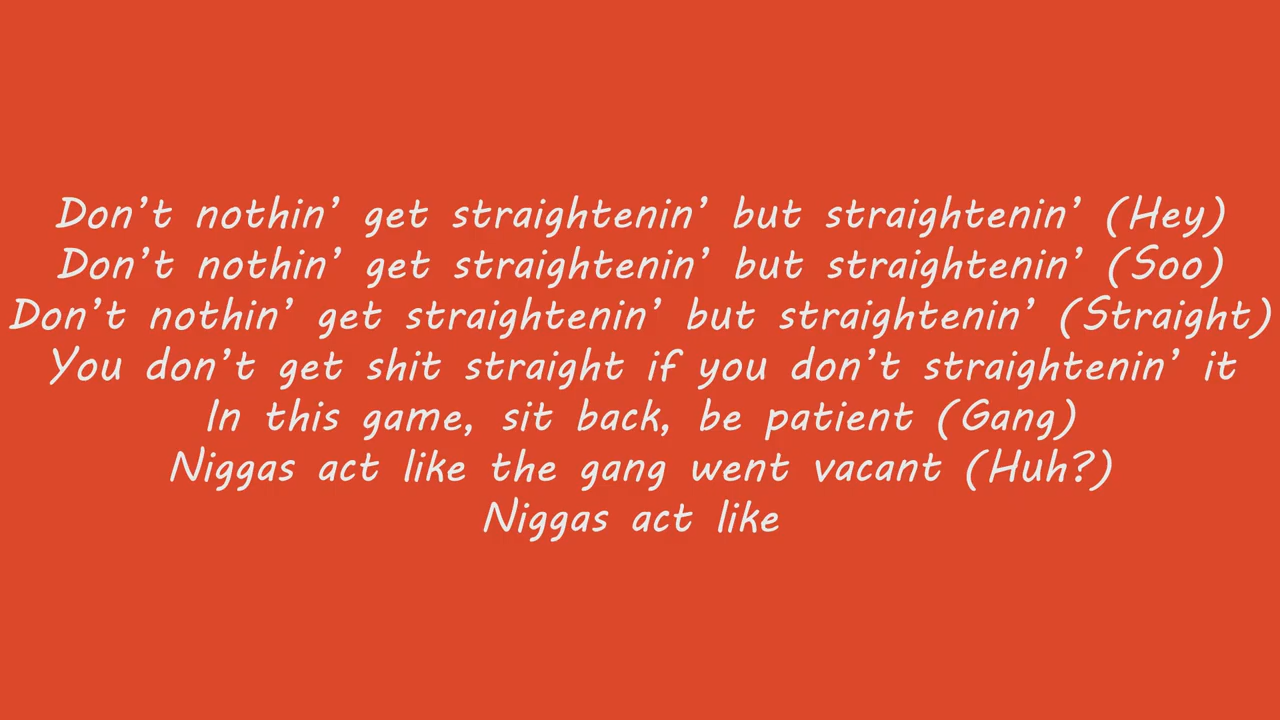 Don't nothin' get straightenin' but straightenin' (Hey)
Don't nothin' get straightenin' but straightenin' (Soo)
Don't nothin' get straightenin' but straightenin' (Straight)
You don't get shit straight if you don't straightenin' it
In this game, sit back, be patient (Gang)
Niggas act like the gang went vacant (Huh?)
Niggas act like